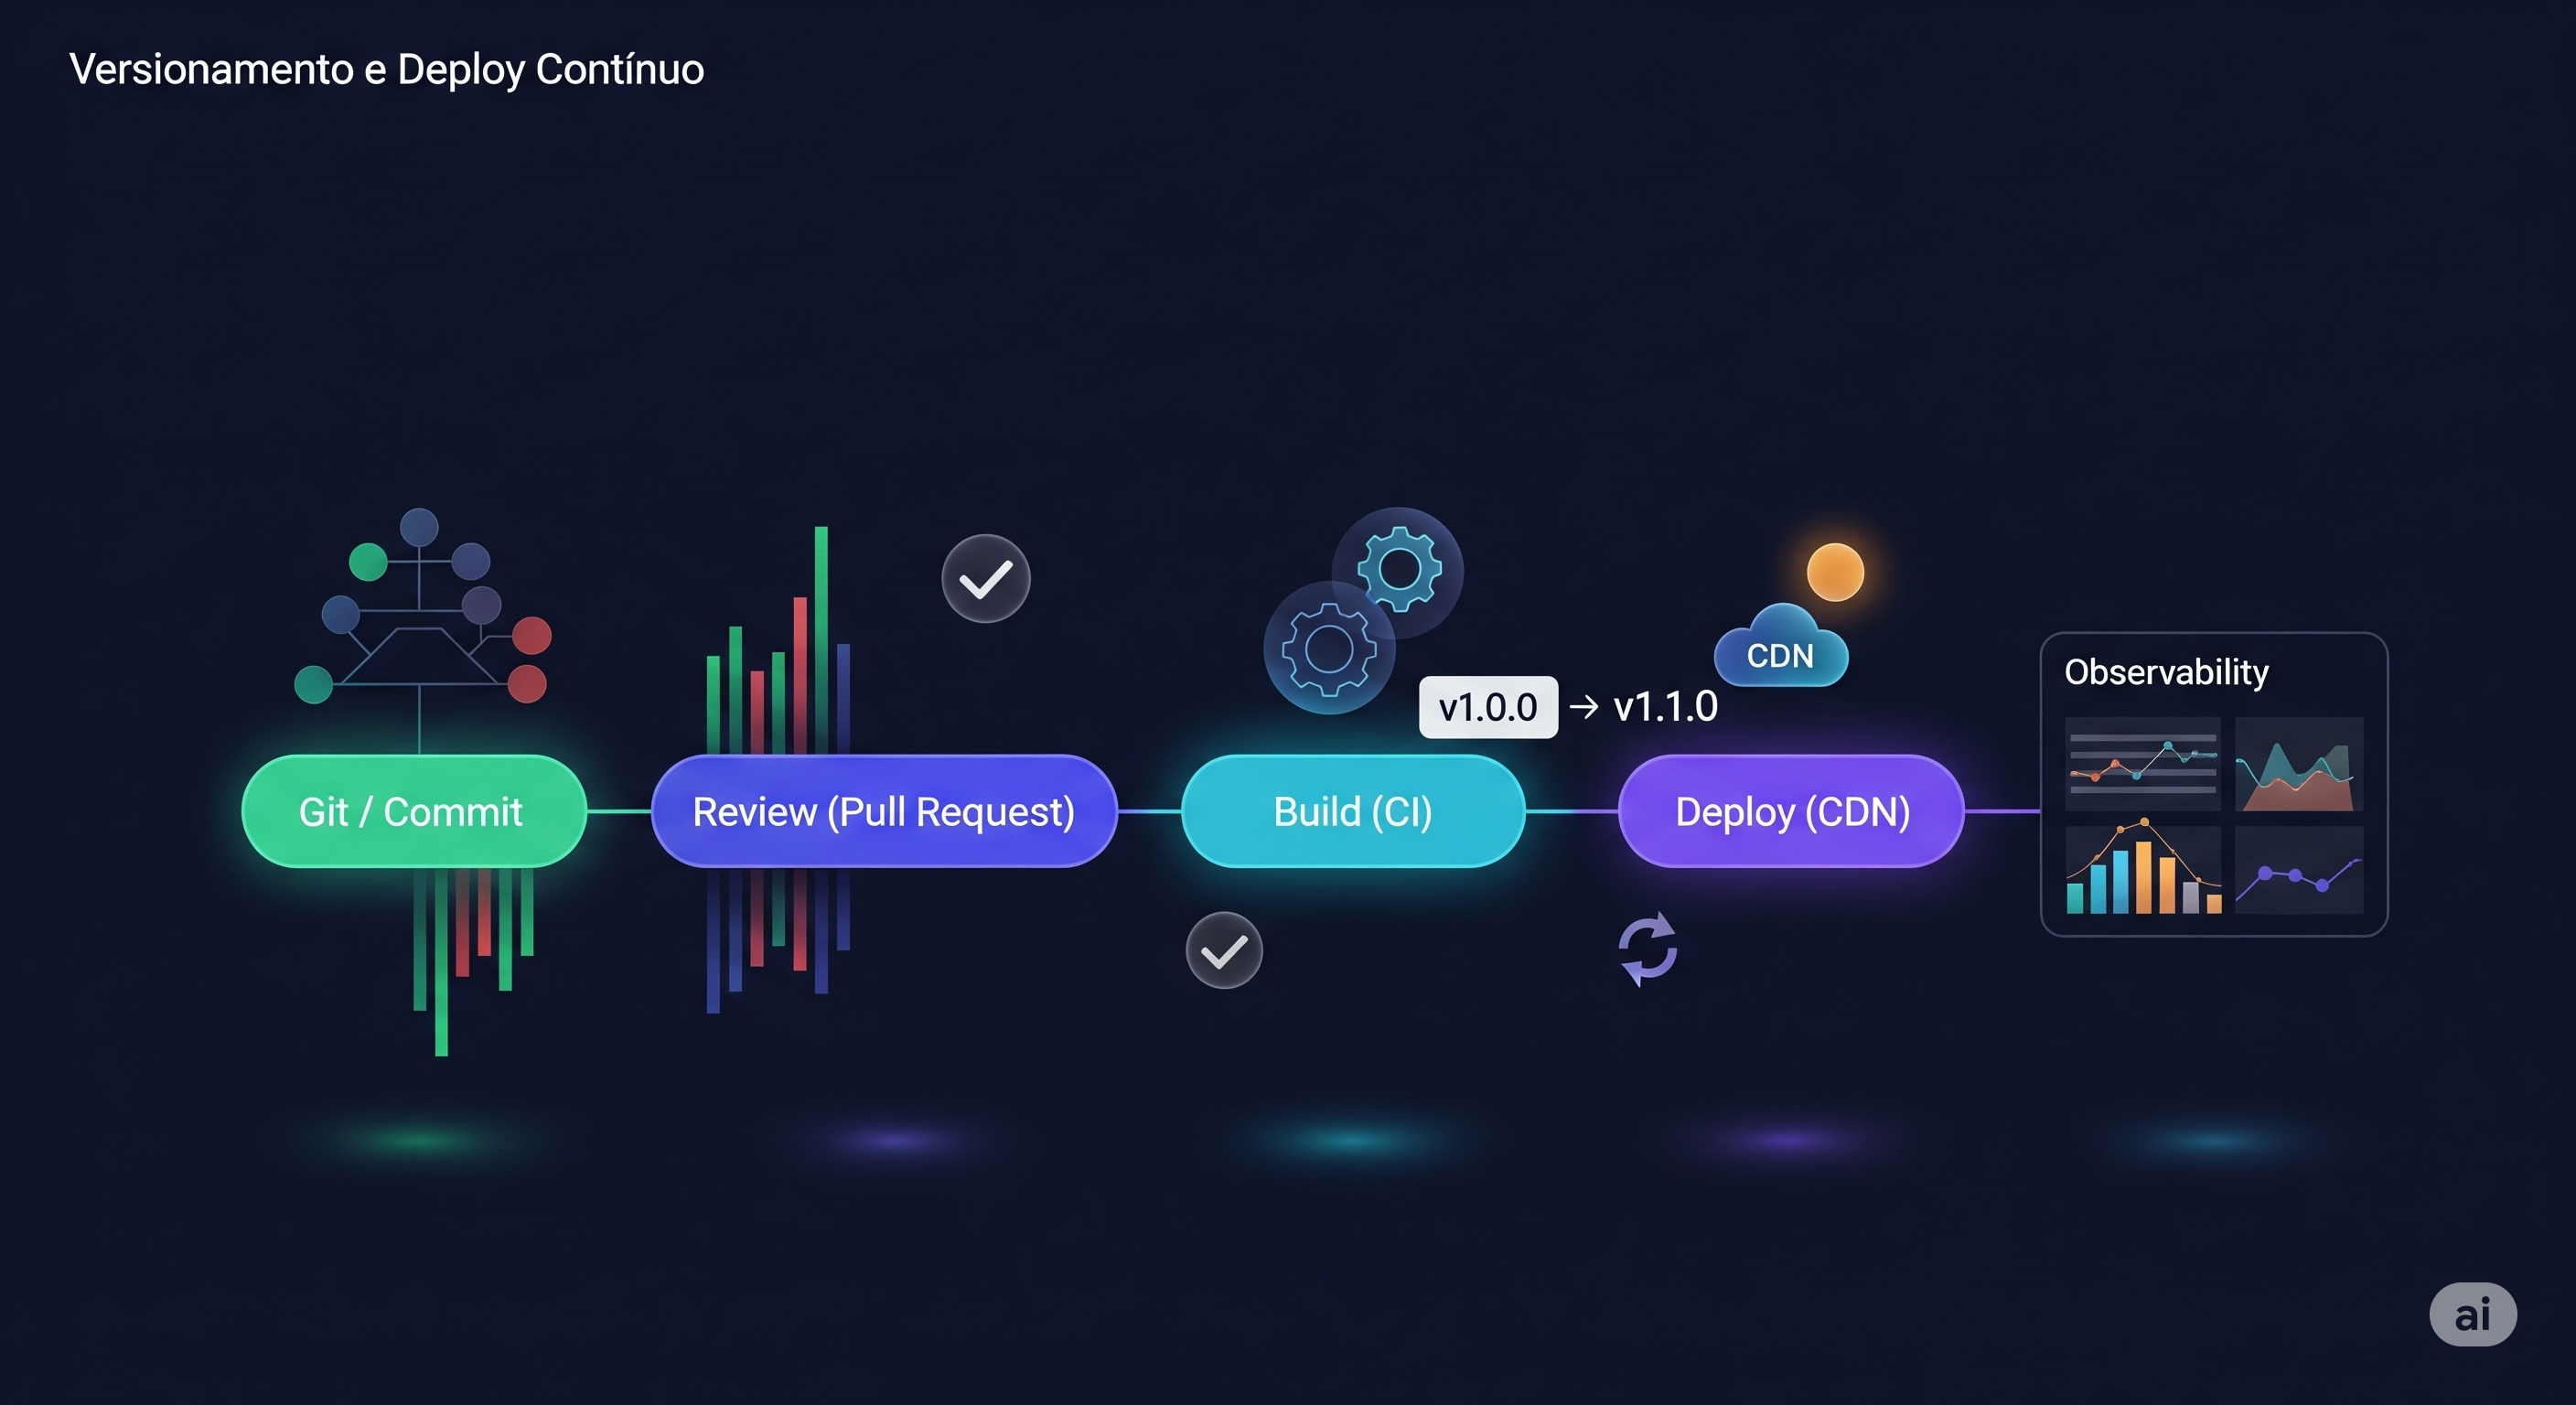 Versionamento e Deploy Contínuo
CDN
Observability
v1.0.0 → v1.1.0
Git / Commit
Review (Pull Request)
Build (CI)
Deploy (CDN)
ai